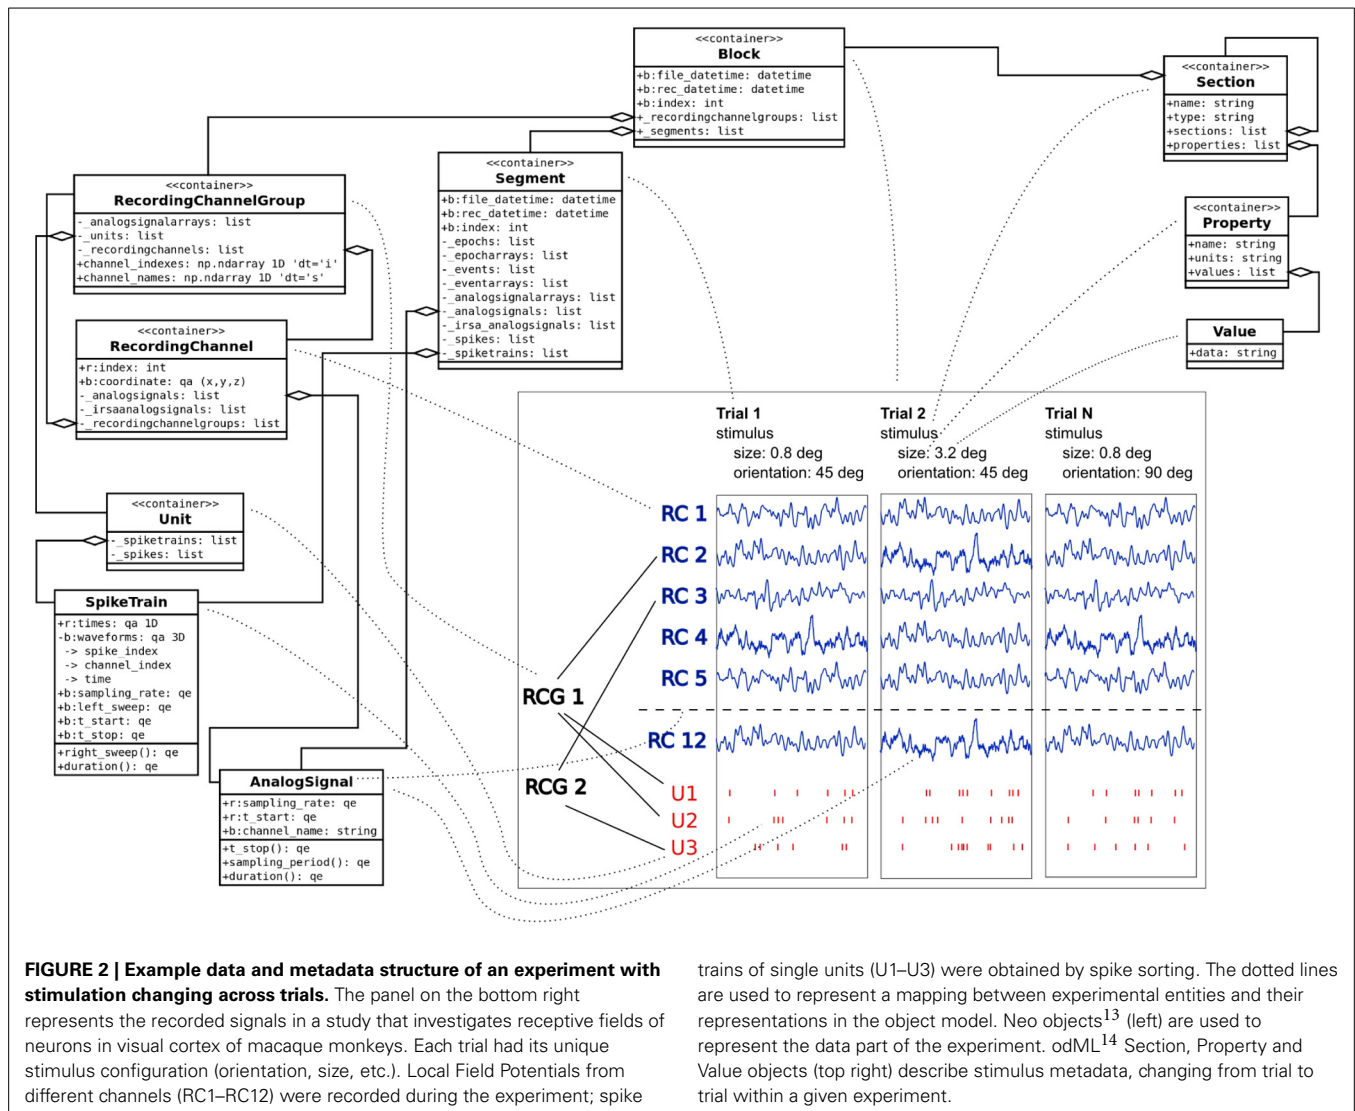 <<container>>
Block
+b:file_datetime: datetime
+b:rec_datetime: datetime
+b:index: int
+_recordingchannelgroups: list
+_segments: list
<<container>>
Section
+name: string
+type: string
+sections: list
+properties: list
<<container>>
Segment
+b:file_datetime: datetime
+b:rec_datetime: datetime
+b:index: int
-_epochs: list
-_epocharrays: list
-_events: list
-_eventarrays: list
-_analogsignalarrays: list
-_analogsignals: list
-_irsa_analogsignals: list
-_spikes: list
-_spiketrains: list
<<container>>
RecordingChannelGroup
-_analogsignalarrays: list
-_units: list
-_recordingchannels: list
+channel_indexes: np.ndarray 1D 'dt='i'
+channel_names: np.ndarray 1D 'dt='s'
<<container>>
Property
+name: string
+units: string
+values: list
Value
+data: string
<<container>>
RecordingChannel
+r:index: int
+b:coordinate: qa (x,y,z)
-_analogsignals: list
-_irsaanalogsignals: list
-_recordingchannelgroups: list
<<container>>
Unit
-_spiketrains: list
-_spikes: list
SpikeTrain
+r:times: qa 1D
-b:waveforms: qa 3D
-> spike_index
-> channel_index
-> time
+b:sampling_rate: qe
+b:left_sweep: qe
+b:t_start: qe
+b:t_stop: qe
+right_sweep(): qe
+duration(): qe
AnalogSignal
+r:sampling_rate: qe
+r:t_start: qe
+b:channel_name: string
+t_stop(): qe
+sampling_period(): qe
+duration(): qe
Trial 1
stimulus
size: 0.8 deg
orientation: 45 deg
Trial 2
stimulus
size: 3.2 deg
orientation: 45 deg
Trial N
stimulus
size: 0.8 deg
orientation: 90 deg
RC 1
RC 2
RC 3
RC 4
RC 5
RC 12
RCG 1
RCG 2
U1
U2
U3
FIGURE 2 | Example data and metadata structure of an experiment with
stimulation changing across trials. The panel on the bottom right
represents the recorded signals in a study that investigates receptive fields of
neurons in visual cortex of macaque monkeys. Each trial had its unique
stimulus configuration (orientation, size, etc.). Local Field Potentials from
different channels (RC1–RC12) were recorded during the experiment; spike
trains of single units (U1–U3) were obtained by spike sorting. The dotted lines
are used to represent a mapping between experimental entities and their
representations in the object model. Neo objects13 (left) are used to
represent the data part of the experiment. odML14 Section, Property and
Value objects (top right) describe stimulus metadata, changing from trial to
trial within a given experiment.